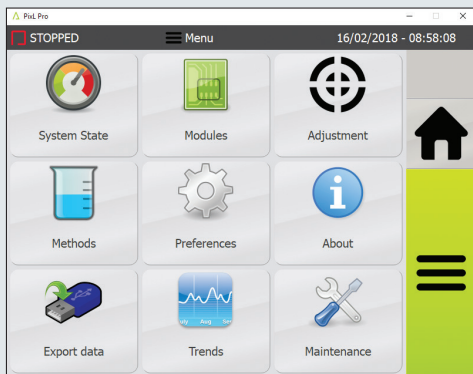 PixL Pro
STOPPED Menu 16/02/2018 - 08:58:08
System State Modules Adjustment
Methods Preferences About
Export data Trends Maintenance